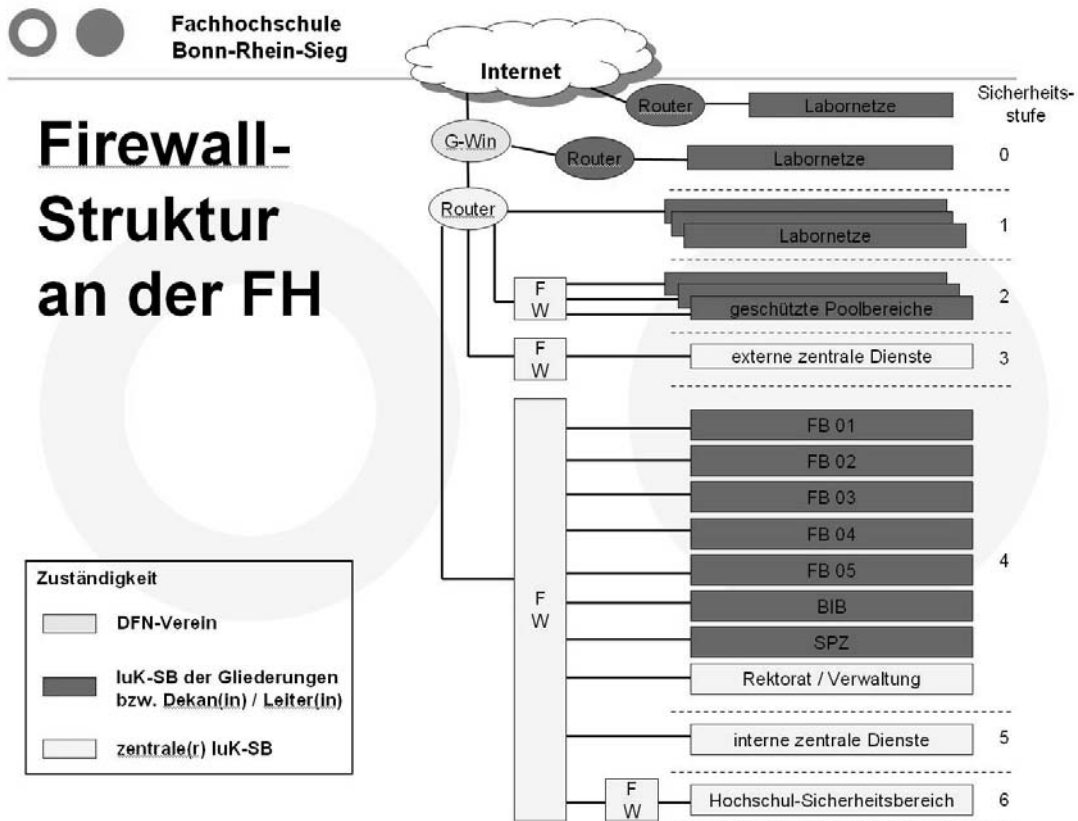 Fachhochschule
Bonn-Rhein-Sieg
Firewall-
Struktur
an der FH
Internet
Router
Labornetze
Sicherheits-
stufe
G-Win
Router
Labornetze
0
Router
Labornetze
1
F
W
geschützte Poolbereiche
2
F
W
externe zentrale Dienste
3
FB 01
FB 02
FB 03
FB 04
FB 05
BIB
SPZ
Rektorat / Verwaltung
4
F
W
interne zentrale Dienste
5
F
W
Hochschul-Sicherheitsbereich
6
Zuständigkeit
DFN-Verein
IuK-SB der Gliederungen
bzw. Dekan(in) / Leiter(in)
zentrale(r) IuK-SB